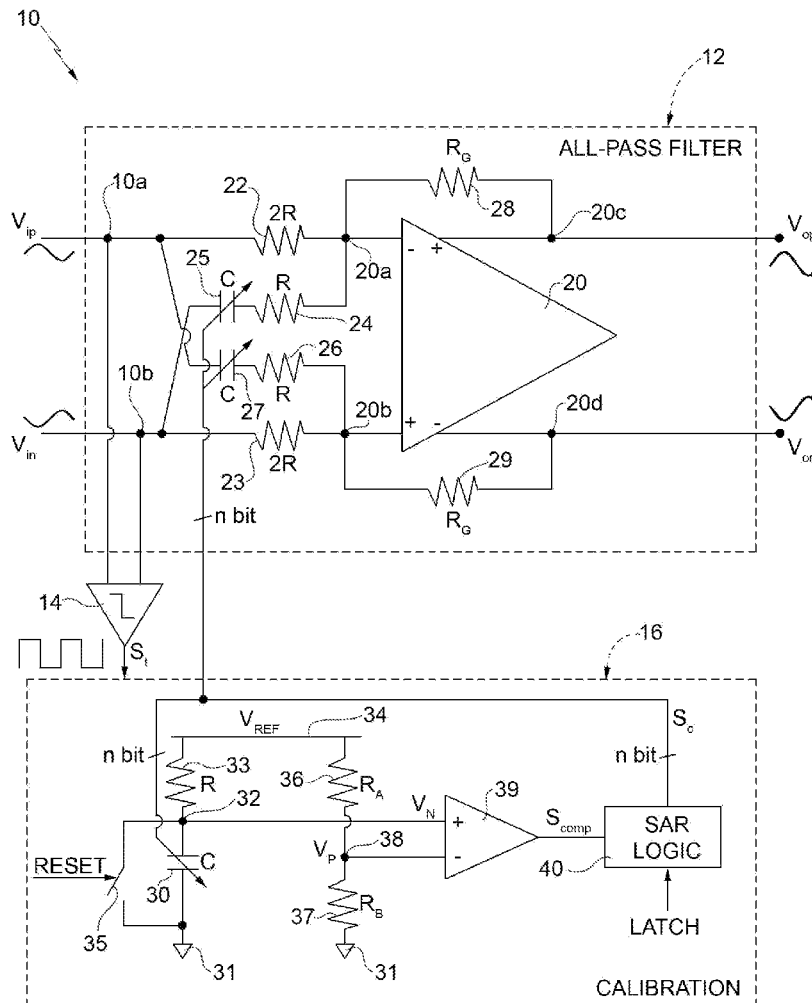 10
12
ALL-PASS FILTER
R_G
28
22
10a
2R
20a
20c
V_ip
V_op
- +
20
25
C
R
24
26
10b
C
27
R
20b
20d
+ -
V_in
2R
23
29
R_G
n bit
14
S_t
16
V_REF
34
S_c
n bit
33
R
36
R_A
n bit
32
39
V_N
+
S_comp
SAR LOGIC
40
V_P
38
-
RESET
C
30
37
R_B
LATCH
35
31
31
CALIBRATION